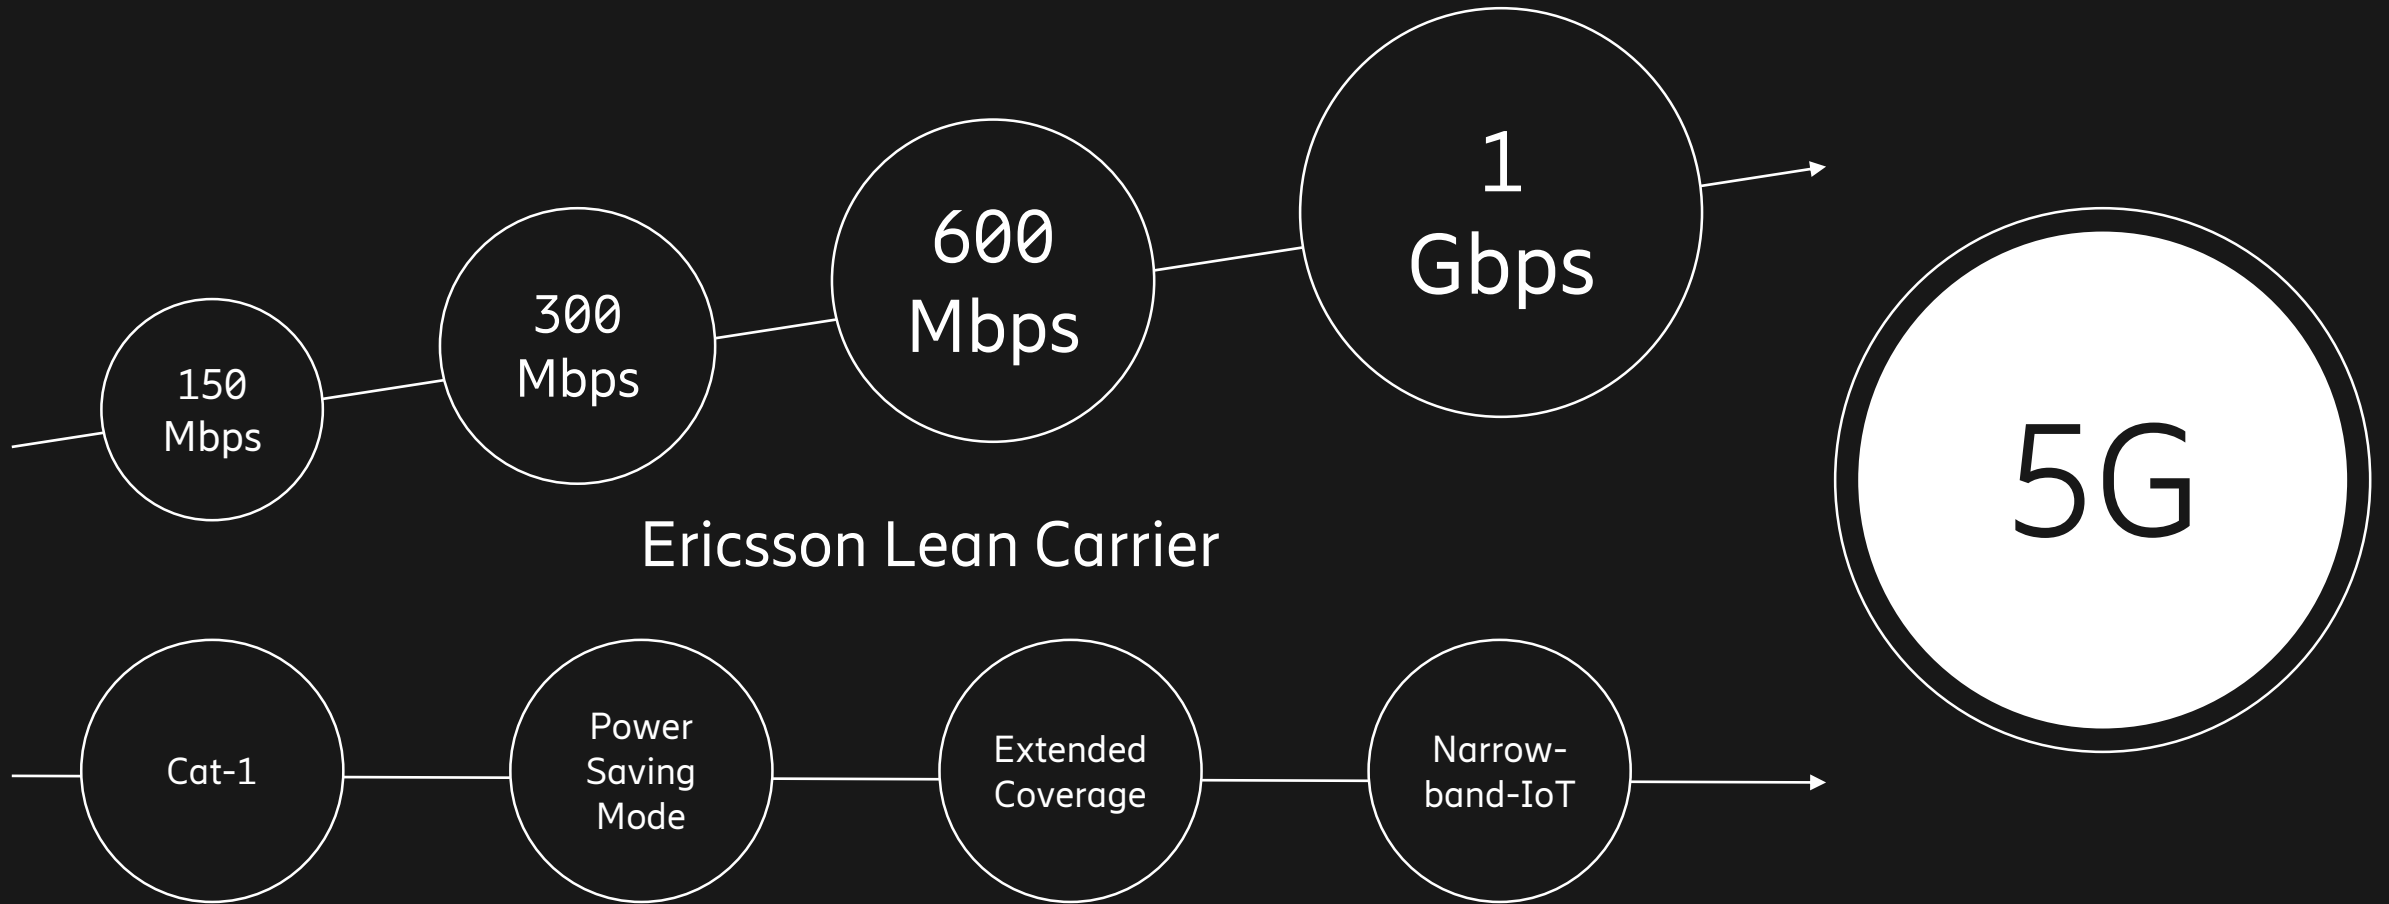 150
Mbps
300
Mbps
600
Mbps
1
Gbps
5G
Ericsson Lean Carrier
Cat-1
Power
Saving
Mode
Extended
Coverage
Narrow-
band-IoT